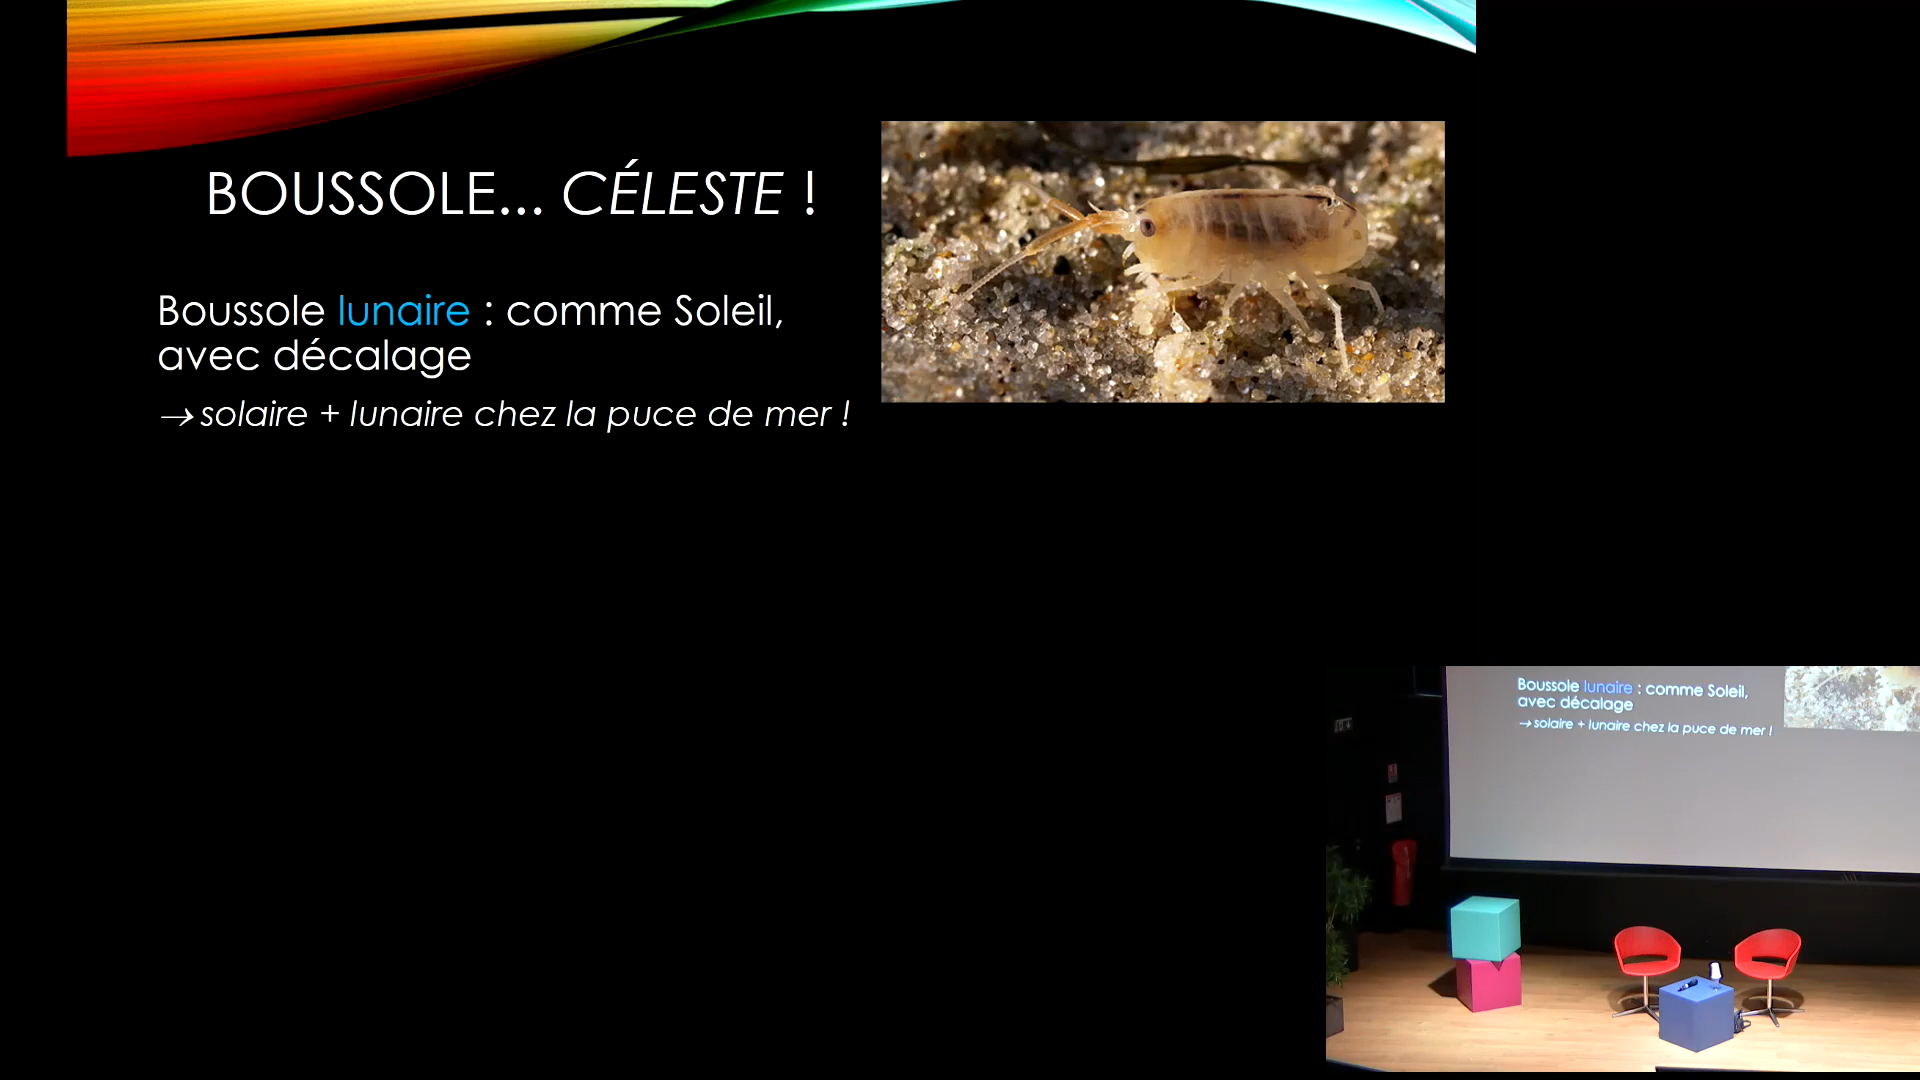 BOUSSOLE... CÉLESTE !
Boussole lunaire : comme Soleil,
avec décalage
→ solaire + lunaire chez la puce de mer !
Boussole lunaire : comme Soleil,
avec décalage
→ solaire + lunaire chez la puce de mer !